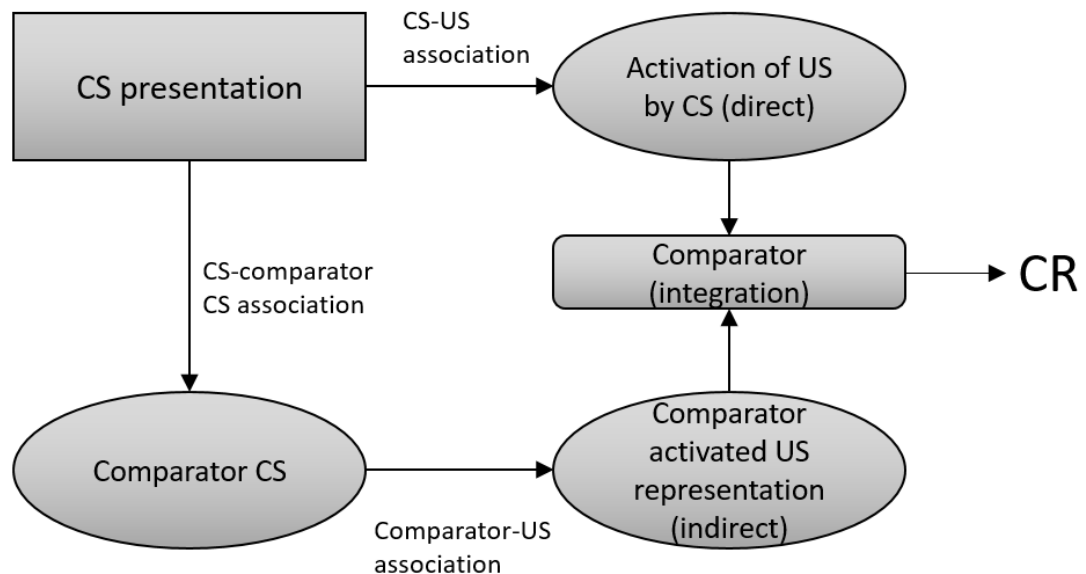 CS presentation
CS-US
association
Activation of US
by CS (direct)
CS-comparator
CS association
Comparator
(integration)
CR
Comparator CS
Comparator-US
association
Comparator
activated US
representation
(indirect)